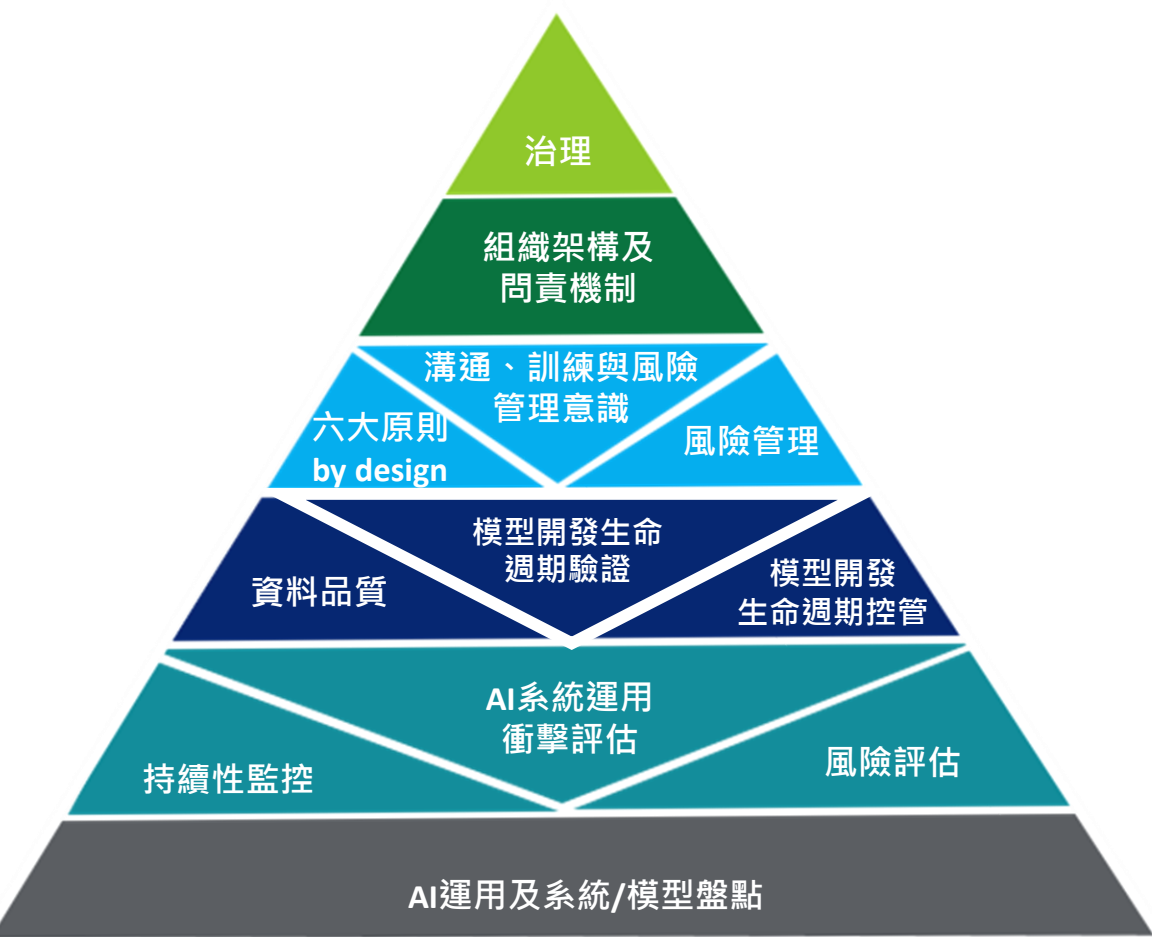 治理
組織架構及
問責機制
溝通、訓練與風險
管理意識
六大原則
by design
風險管理
模型開發生命
週期驗證
資料品質
模型開發
生命週期控管
AI系統運用
衝擊評估
持續性監控
風險評估
AI運用及系統/模型盤點